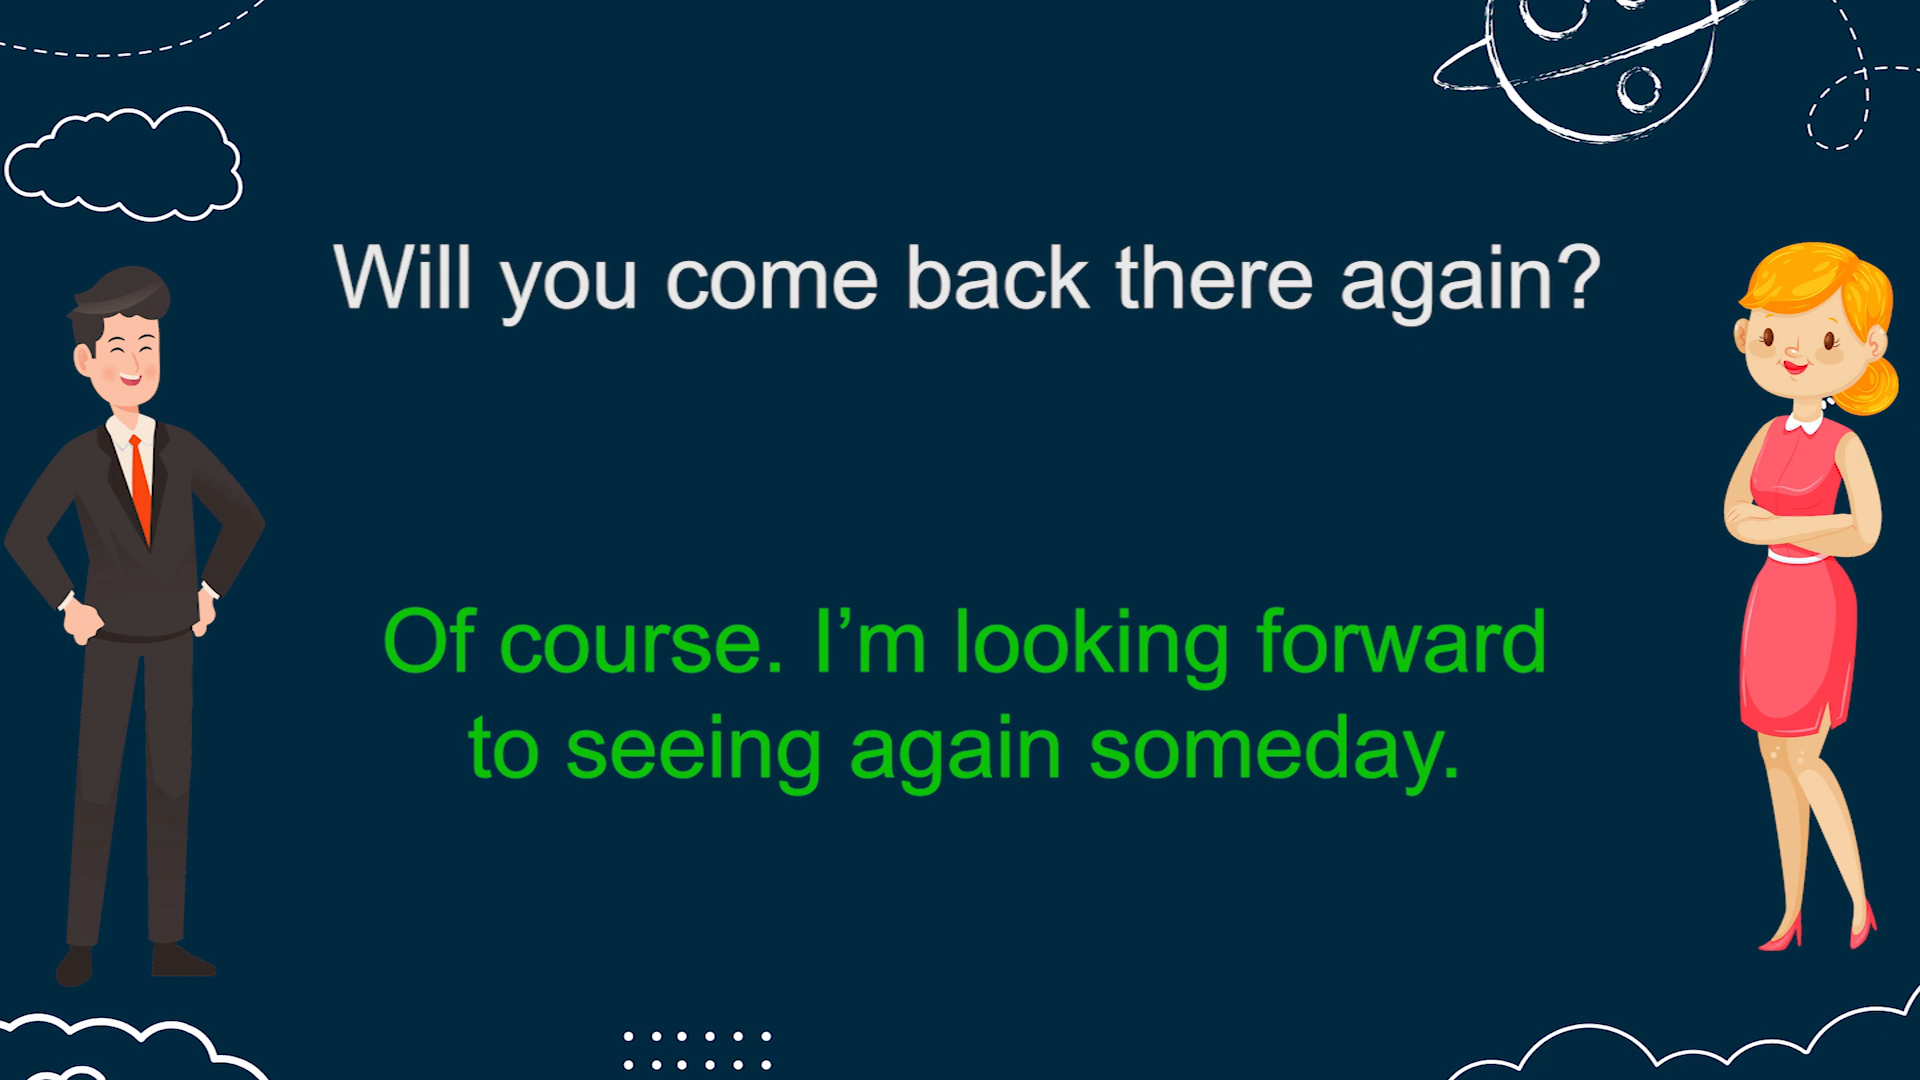 Will you come back there again?
Of course. I’m looking forward
to seeing again someday.